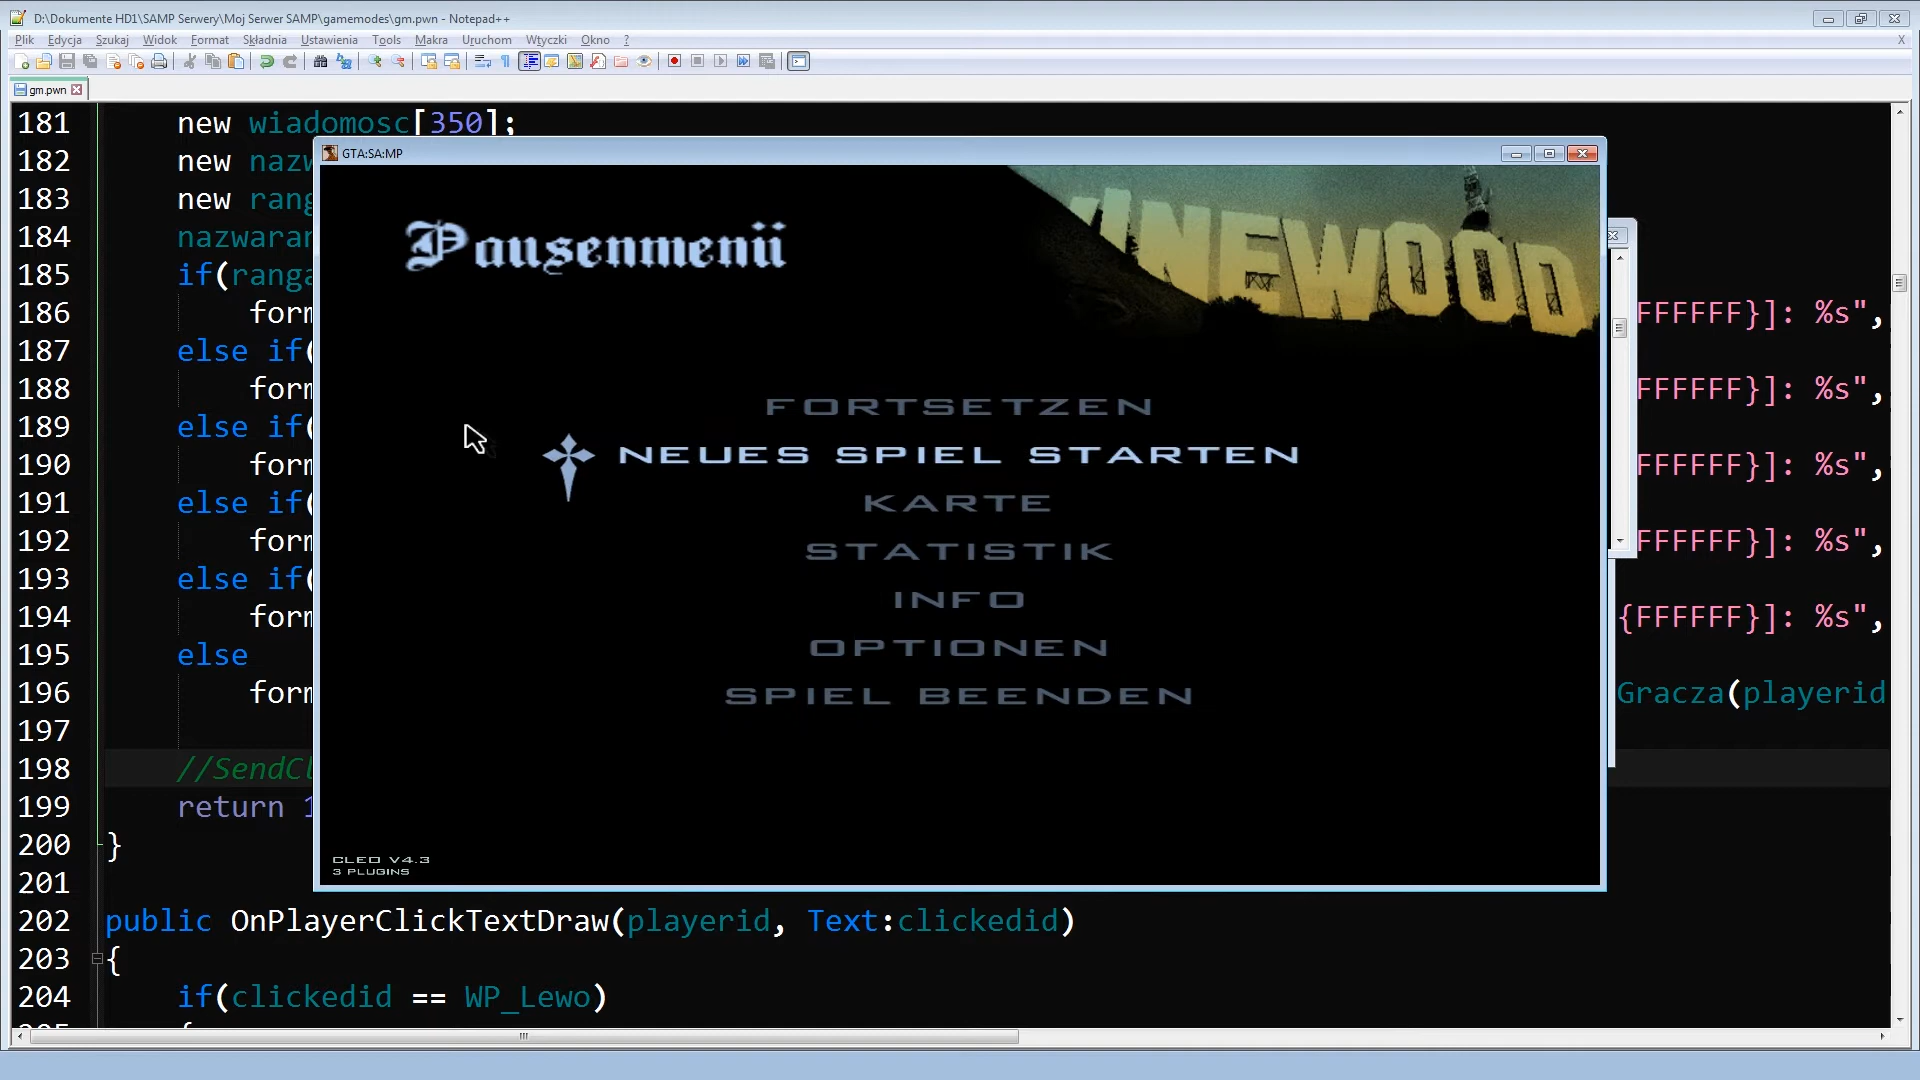 D:\Dokumente HD1\SAMP Serwery\Moj Serwer SAMP\gamemodes\gm.pwn - Notepad++
Plik Edycja Szukaj Widok Format Składnia Ustawienia Tools Makra Uruchom Wtyczki Okno ? X
gm.pwn
181 new wiadomosc[350];
GTA:SA:MP
182 new nazw
183 new rang
184 nazwaran
185 if(ranga
186 form FFFFFF}]: %s",
187 else if(
188 form FFFFFF}]: %s",
189 else if(
190 form FFFFFF}]: %s",
191 else if(
192 form FFFFFF}]: %s",
193 else if(
194 form {FFFFFF}]: %s",
195 else
196 form Gracza(playerid
197
198 //SendCl
199 return 1
200 }
201
202 public OnPlayerClickTextDraw(playerid, Text:clickedid)
203 {
204 if(clickedid == WP_Lewo)
205 {
INEWOOD
Pausenmenü
FORTSETZEN
NEUES SPIEL STARTEN
KARTE
STATISTIK
INFO
OPTIONEN
SPIEL BEENDEN
CLEO V4.3
3 PLUGINS